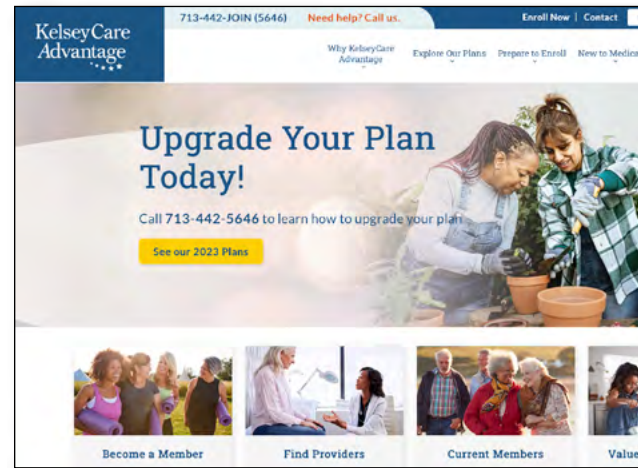 KelseyCare
Advantage
713-442-JOIN (5646) Need help? Call us.
Enroll Now | Contact
Why KelseyCare
Advantage
Explore Our Plans
Prepare to Enroll
New to Medica
Upgrade Your Plan
Today!
Call 713-442-5646 to learn how to upgrade your plan
See our 2023 Plans
Become a Member
Find Providers
Current Members
Value